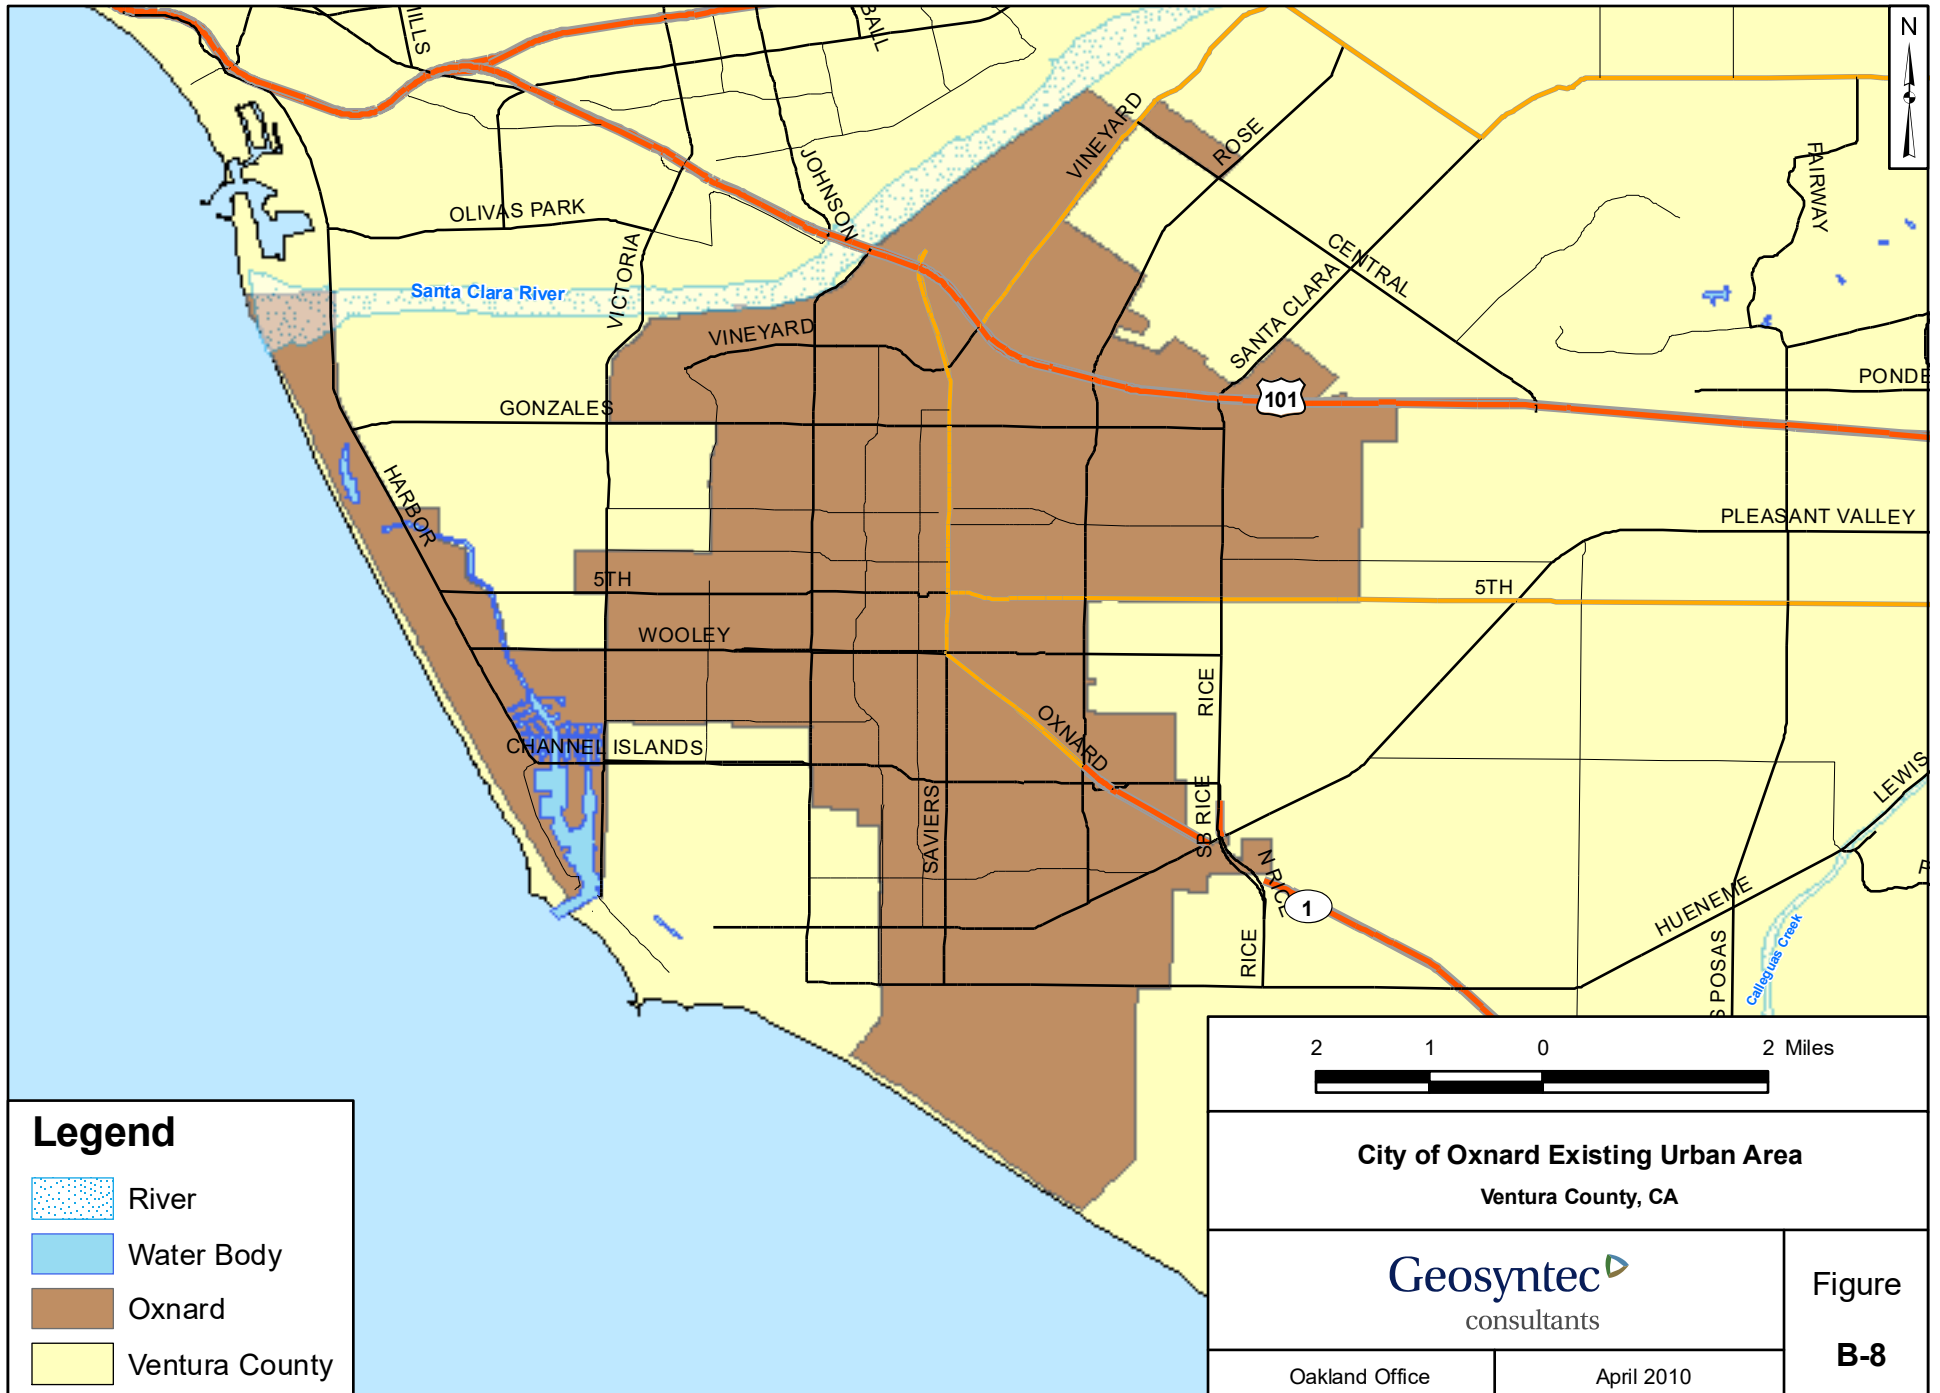 N
BALL
VINEYARD
ROSE
FAIRWAY
JOHNSON
OLIVAS PARK
VICTORIA
CENTRAL
SANTA CLARA
Santa Clara River
VINEYARD
101
PONDE
GONZALES
HARBOR
PLEASANT VALLEY
5TH
5TH
WOOLEY
RICE
OXNARD
CHANNEL ISLANDS
LEWIS
SAVIERS
SB RICE
N RICE
1
HUENEME
RICE
S POSAS
Calleguas Creek
2 1 0 2 Miles
City of Oxnard Existing Urban Area
Ventura County, CA
Geosyntec
consultants
Figure
B-8
Oakland Office
April 2010
Legend
River
Water Body
Oxnard
Ventura County